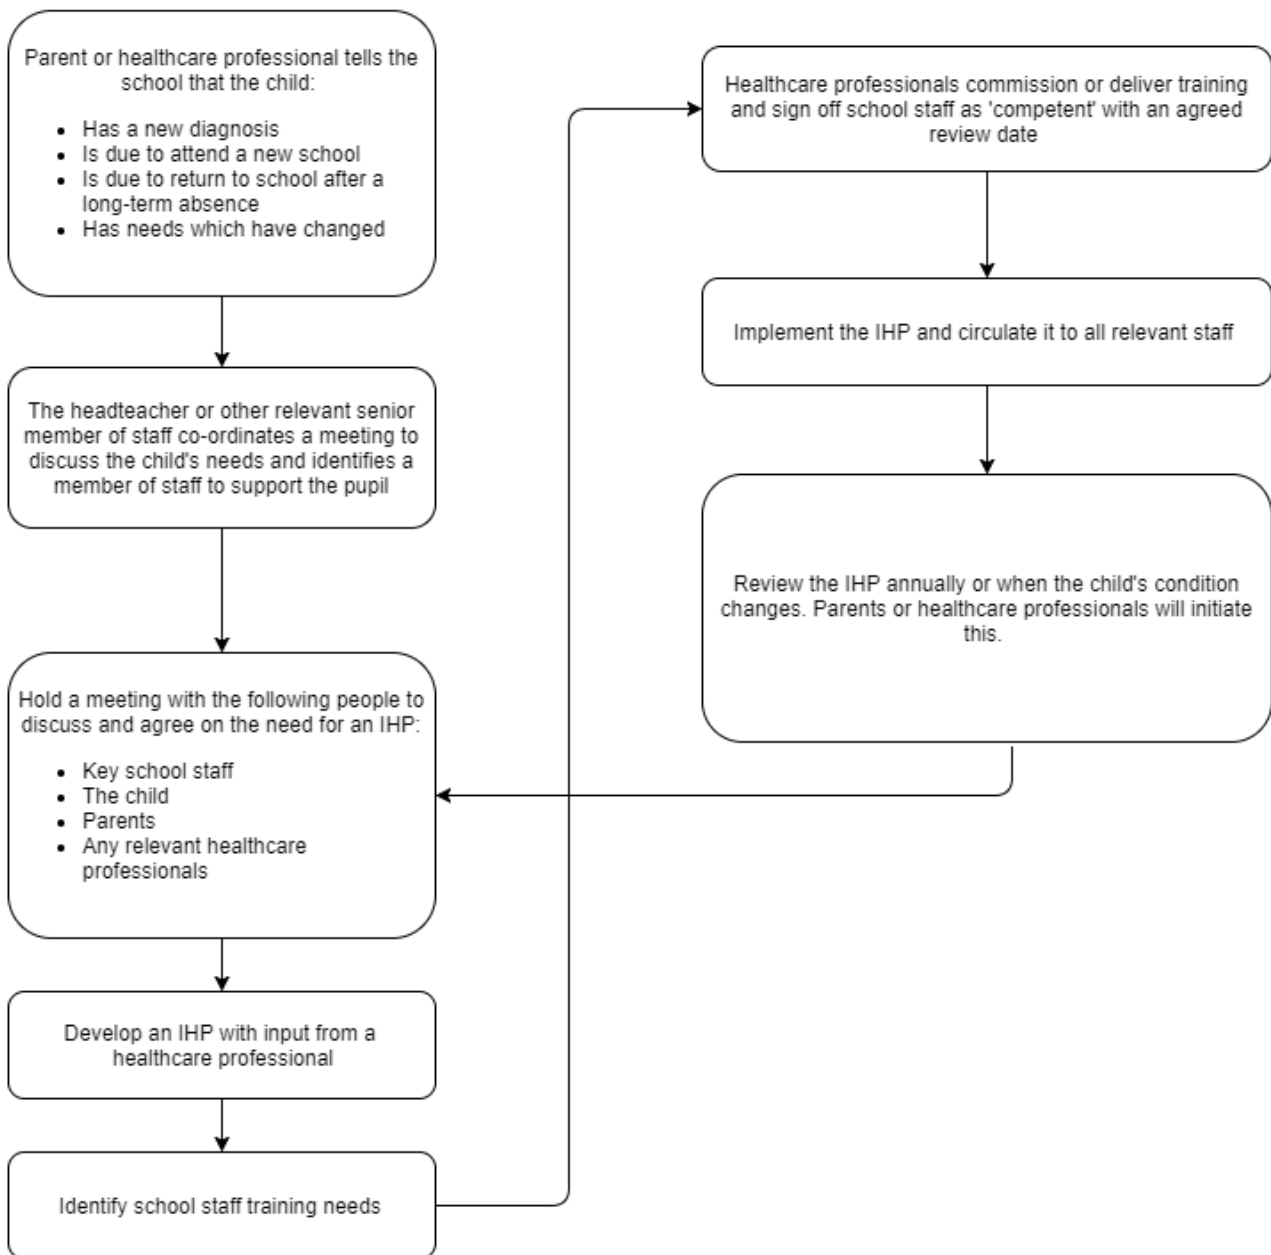 Parent or healthcare professional tells the
school that the child:
• Has a new diagnosis
• Is due to attend a new school
• Is due to return to school after a
long-term absence
• Has needs which have changed
The headteacher or other relevant senior
member of staff co-ordinates a meeting to
discuss the child's needs and identifies a
member of staff to support the pupil
Hold a meeting with the following people to
discuss and agree on the need for an IHP:
• Key school staff
• The child
• Parents
• Any relevant healthcare
professionals
Develop an IHP with input from a
healthcare professional
Identify school staff training needs
Healthcare professionals commission or deliver training
and sign off school staff as 'competent' with an agreed
review date
Implement the IHP and circulate it to all relevant staff
Review the IHP annually or when the child's condition
changes. Parents or healthcare professionals will initiate
this.